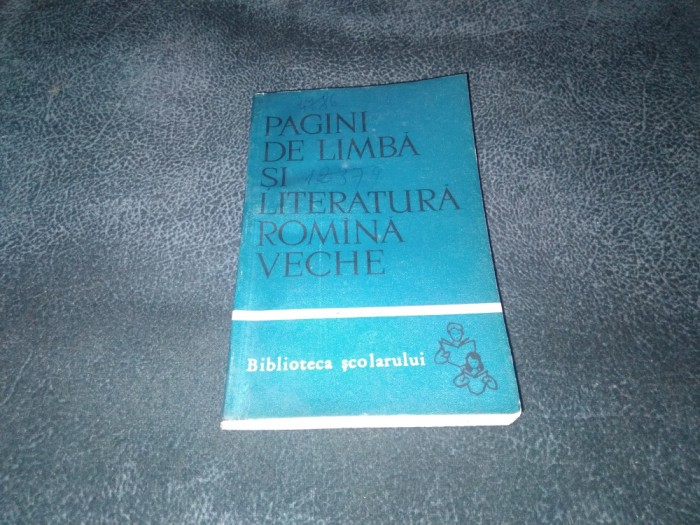 PAGINI
DE LIMBĂ
ȘI
LITERATURĂ
ROMÎNĂ
VECHE
Biblioteca școlarului